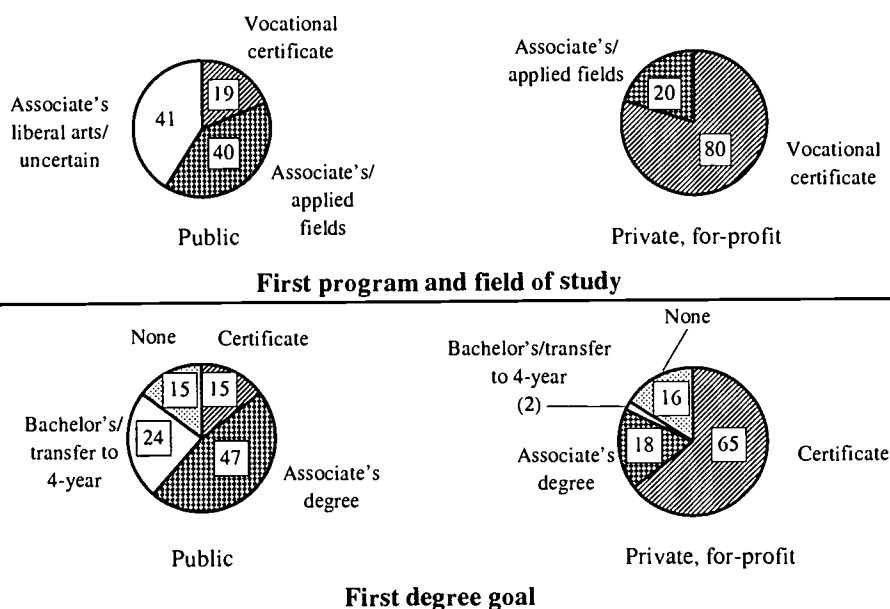 Vocational
certificate
19
Associate's
liberal arts/
uncertain
41
40
Associate's/
applied
fields
Public
Associate's/
applied fields
20
80
Vocational
certificate
Private, for-profit
First program and field of study
None
Certificate
15
15
Bachelor's/
transfer to
4-year
24
47
Associate's
degree
Public
None
Bachelor's/transfer
to 4-year
(2)
16
Associate's
degree
18
65
Certificate
Private, for-profit
First degree goal